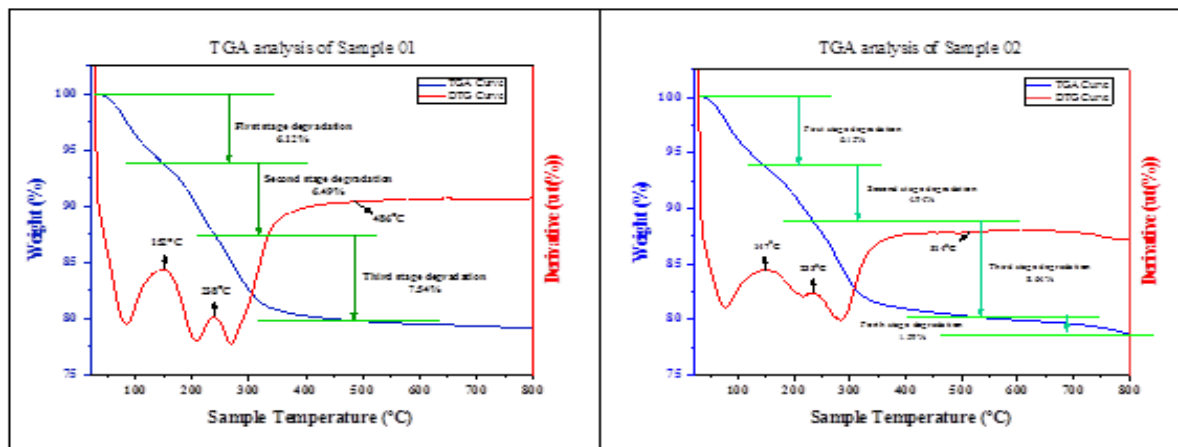 TGA analysis of Sample 01
TGA Curve
DTG Curve
100
95
90
85
80
75
Weight (%)
First stage degradation
6.12%
Second stage degradation
6.49%
Third stage degradation
7.54%
152°C
238°C
486°C
100 200 300 400 500 600 700 800
Sample Temperature (°C)
Derivative (wt(%))
TGA analysis of Sample 02
TGA Curve
DTG Curve
100
95
90
85
80
75
Weight (%)
First stage degradation
Second stage degradation
Third stage degradation
stage degradation
100 200 300 400 500 600 700 800
Sample Temperature (°C)
Derivative (wt(%))